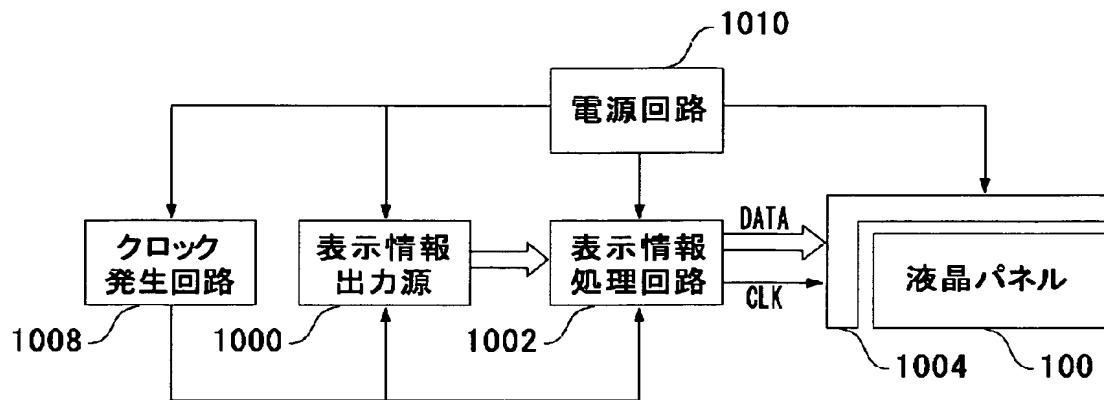 1010
電源回路
クロック
発生回路
表示情報
出力源
表示情報
処理回路
DATA
CLK
液晶パネル
1008
1000
1002
1004
100